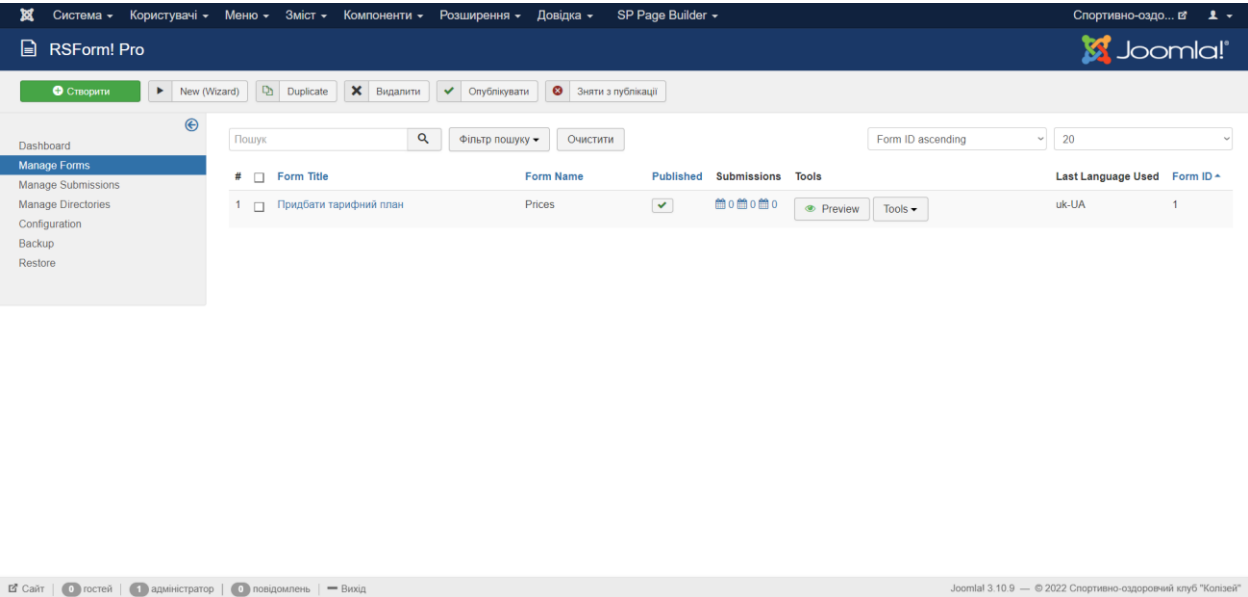 Система Користувачі Меню Зміст Компоненти Розширення Довідка SP Page Builder Спортивно-оздо...
RSForm! Pro Joomla!®
Створити New (Wizard) Duplicate Видалити Опублікувати Зняти з публікації
Dashboard
Manage Forms
Manage Submissions
Manage Directories
Configuration
Backup
Restore
Пошук Фільтр пошуку Очистити Form ID ascending 20
# Form Title Form Name Published Submissions Tools Last Language Used Form ID
1 Придбати тарифний план Prices 0 0 0 Preview Tools uk-UA 1
Сайт 0 гостей 1 адміністратор 0 повідомлень Вихід Joomla! 3.10.9 — © 2022 Спортивно-оздоровчий клуб "Колізей"